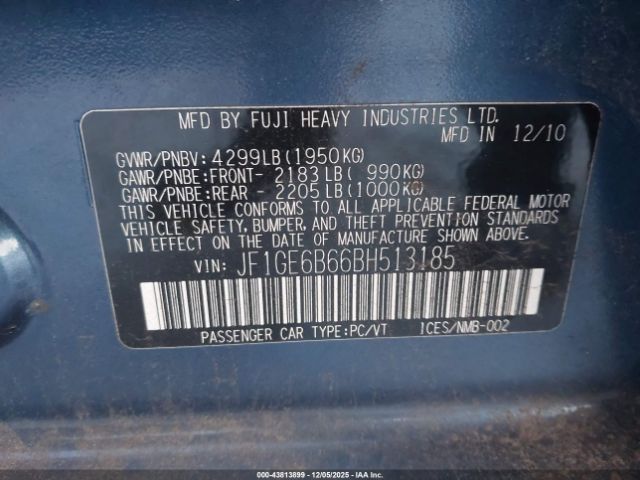 MFD BY FUJI HEAVY INDUSTRIES LTD.
MFD IN 12/10
GVWR/PNBV: 4299LB(1950KG)
GAWR/PNBE:FRONT- 2183LB( 990KG)
GAWR/PNBE:REAR - 2205LB(1000KG)
THIS VEHICLE CONFORMS TO ALL APPLICABLE FEDERAL MOTOR
VEHICLE SAFETY, BUMPER, AND THEFT PREVENTION STANDARDS
IN EFFECT ON THE DATE OF MANUFACTURE SHOWN ABOVE.
VIN: JF1GE6B66BH513185
PASSENGER CAR TYPE:PC/VT ICES/NMB-002
000-43813899 • 12/05/2025 - IAA Inc.